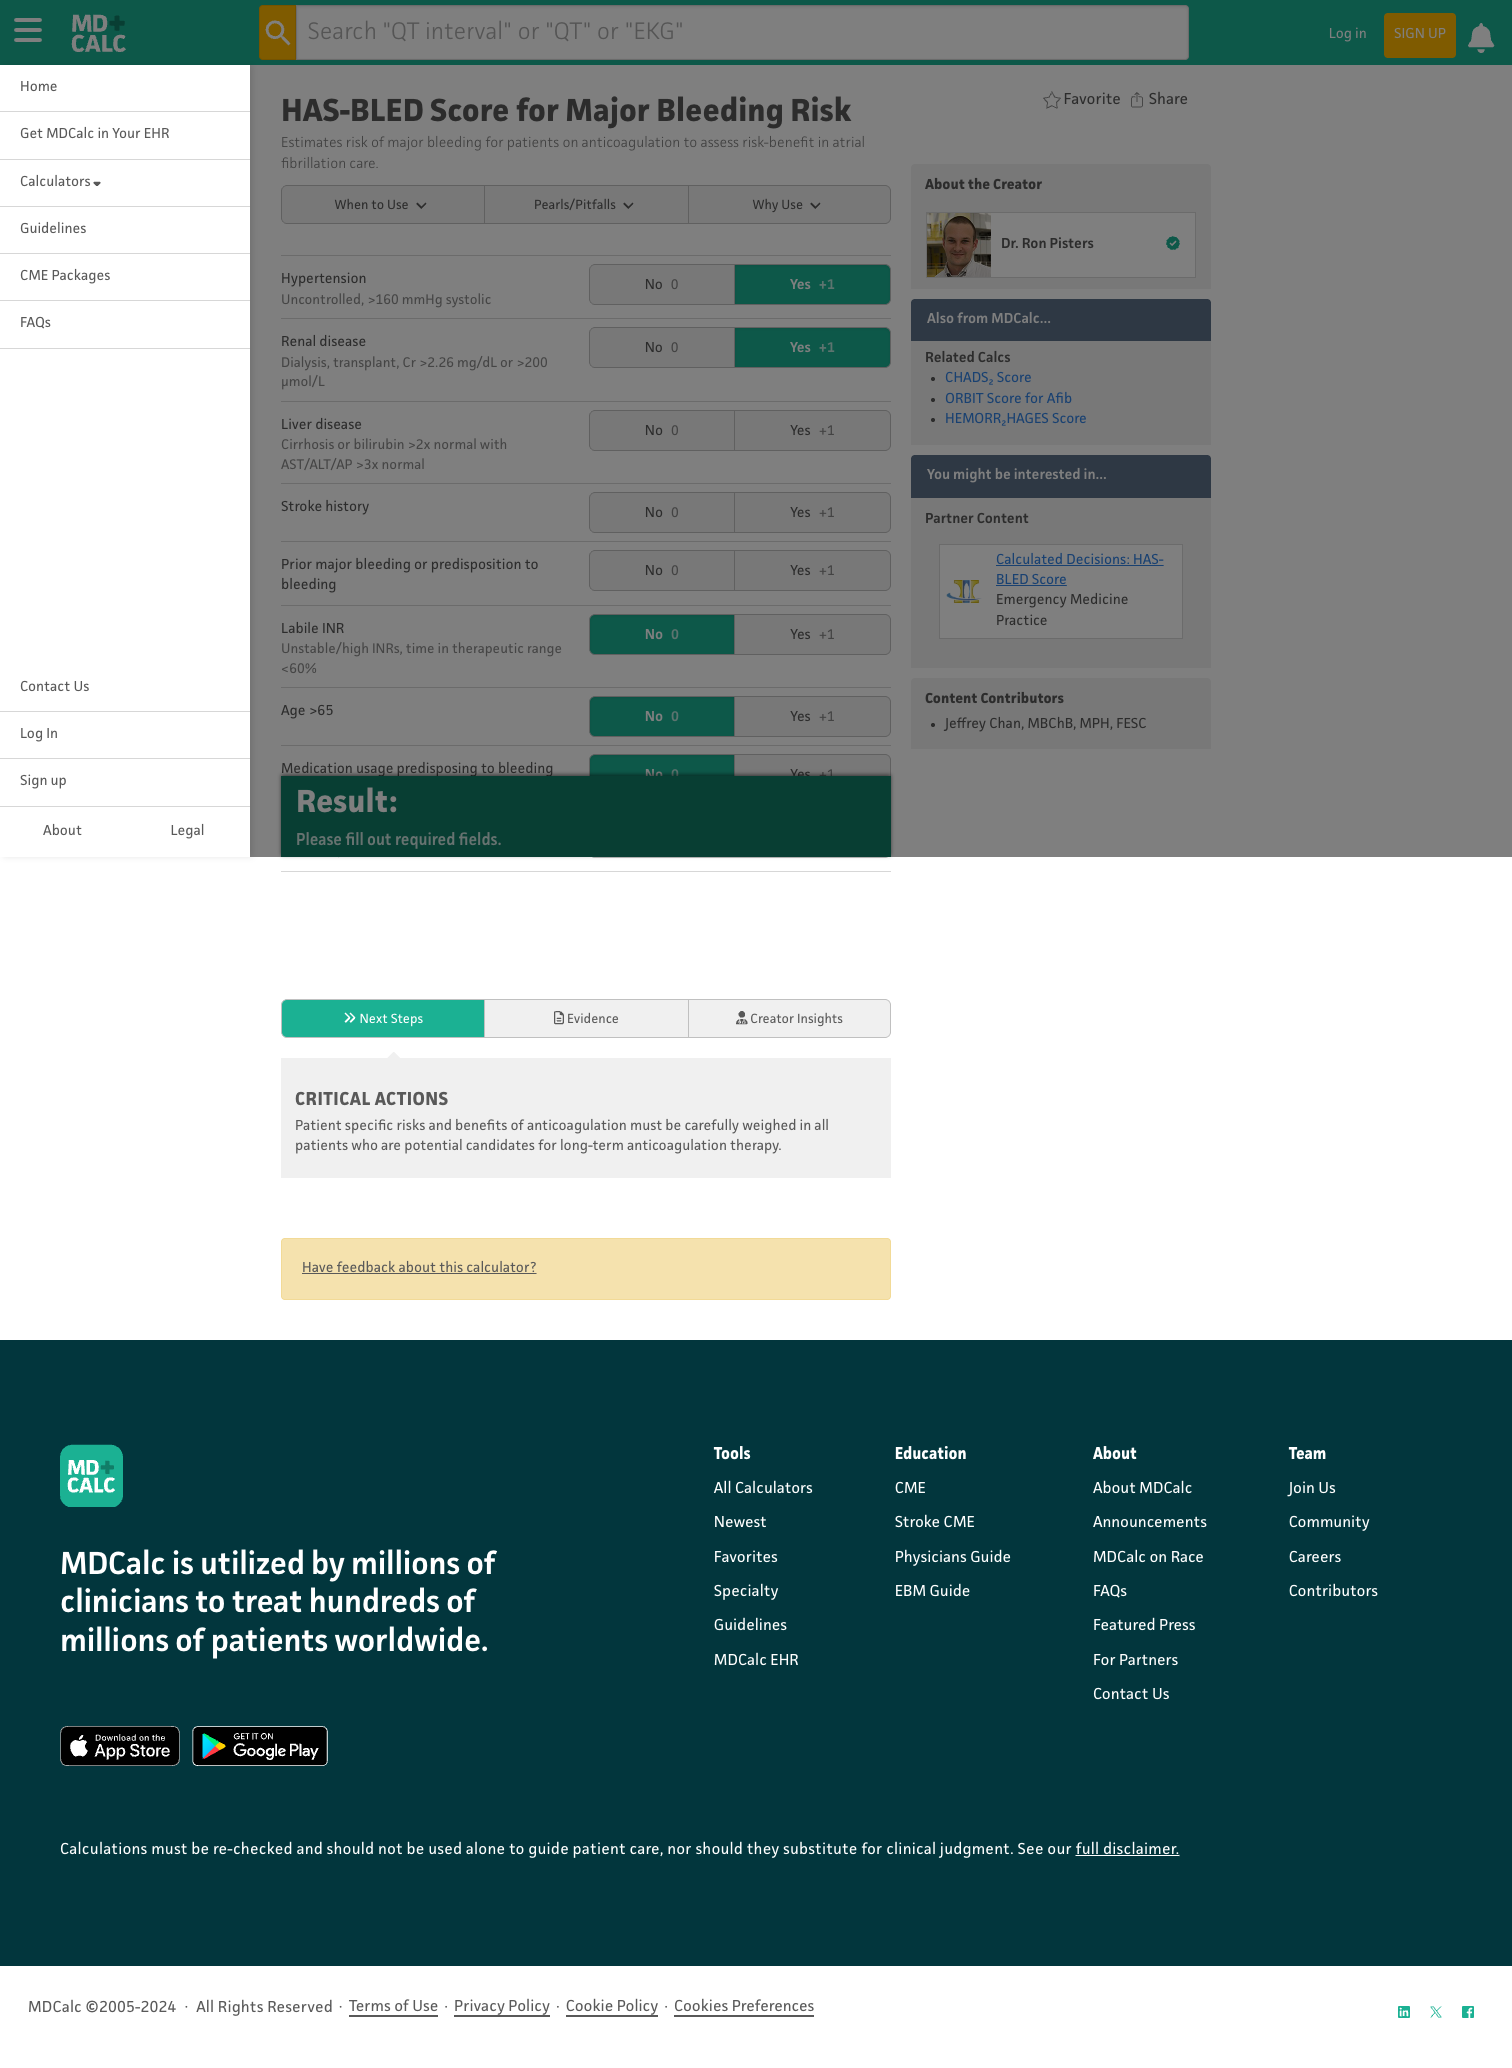 MD+
CALC
Search "QT interval" or "QT" or "EKG"
Log in
SIGN UP
Home
Get MDCalc in Your EHR
Calculators
Guidelines
CME Packages
FAQs
Contact Us
Log In
Sign up
About
Legal
HAS-BLED Score for Major Bleeding Risk
Estimates risk of major bleeding for patients on anticoagulation to assess risk-benefit in atrial
fibrillation care.
Favorite
Share
When to Use
Pearls/Pitfalls
Why Use
Hypertension
Uncontrolled, >160 mmHg systolic
No 0
Yes +1
Renal disease
Dialysis, transplant, Cr >2.26 mg/dL or >200
µmol/L
No 0
Yes +1
Liver disease
Cirrhosis or bilirubin >2x normal with
AST/ALT/AP >3x normal
No 0
Yes +1
Stroke history
No 0
Yes +1
Prior major bleeding or predisposition to
bleeding
No 0
Yes +1
Labile INR
Unstable/high INRs, time in therapeutic range
<60%
No 0
Yes +1
Age >65
No 0
Yes +1
Medication usage predisposing to bleeding
No 0
Yes +1
Result:
Please fill out required fields.
About the Creator
Dr. Ron Pisters
Also from MDCalc...
Related Calcs
• CHADS₂ Score
• ORBIT Score for Afib
• HEMORR₂HAGES Score
You might be interested in...
Partner Content
Calculated Decisions: HAS-
BLED Score
Emergency Medicine
Practice
Content Contributors
• Jeffrey Chan, MBChB, MPH, FESC
Next Steps
Evidence
Creator Insights
CRITICAL ACTIONS
Patient specific risks and benefits of anticoagulation must be carefully weighed in all
patients who are potential candidates for long-term anticoagulation therapy.
Have feedback about this calculator?
MD+
CALC
MDCalc is utilized by millions of
clinicians to treat hundreds of
millions of patients worldwide.
Download on the
App Store
GET IT ON
Google Play
Tools
All Calculators
Newest
Favorites
Specialty
Guidelines
MDCalc EHR
Education
CME
Stroke CME
Physicians Guide
EBM Guide
About
About MDCalc
Announcements
MDCalc on Race
FAQs
Featured Press
For Partners
Contact Us
Team
Join Us
Community
Careers
Contributors
Calculations must be re-checked and should not be used alone to guide patient care, nor should they substitute for clinical judgment. See our full disclaimer.
MDCalc ©2005-2024 · All Rights Reserved · Terms of Use · Privacy Policy · Cookie Policy · Cookies Preferences